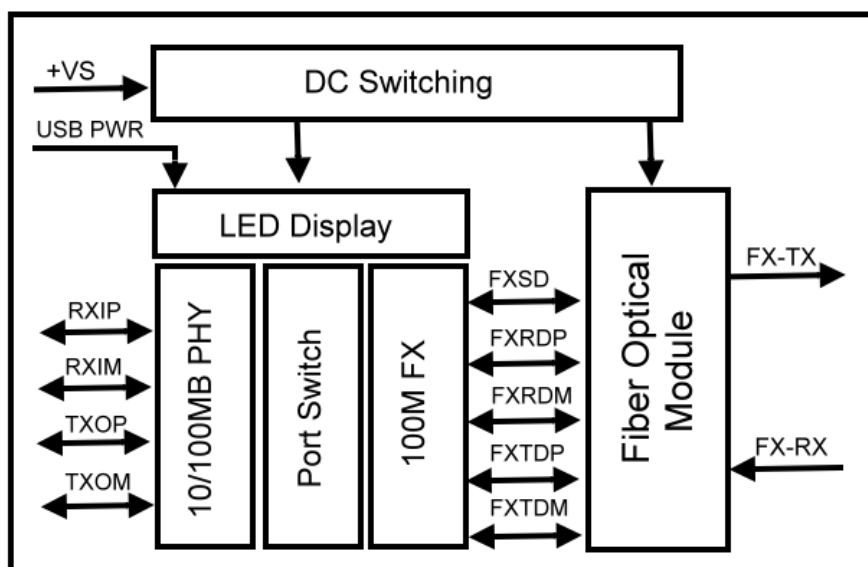 +VS
DC Switching
USB PWR
LED Display
RXIP
RXIM
TXOP
TXOM
10/100MB PHY
Port Switch
100M FX
FXSD
FXRDP
FXRDM
FXTDP
FXTDM
Fiber Optical
Module
FX-TX
FX-RX